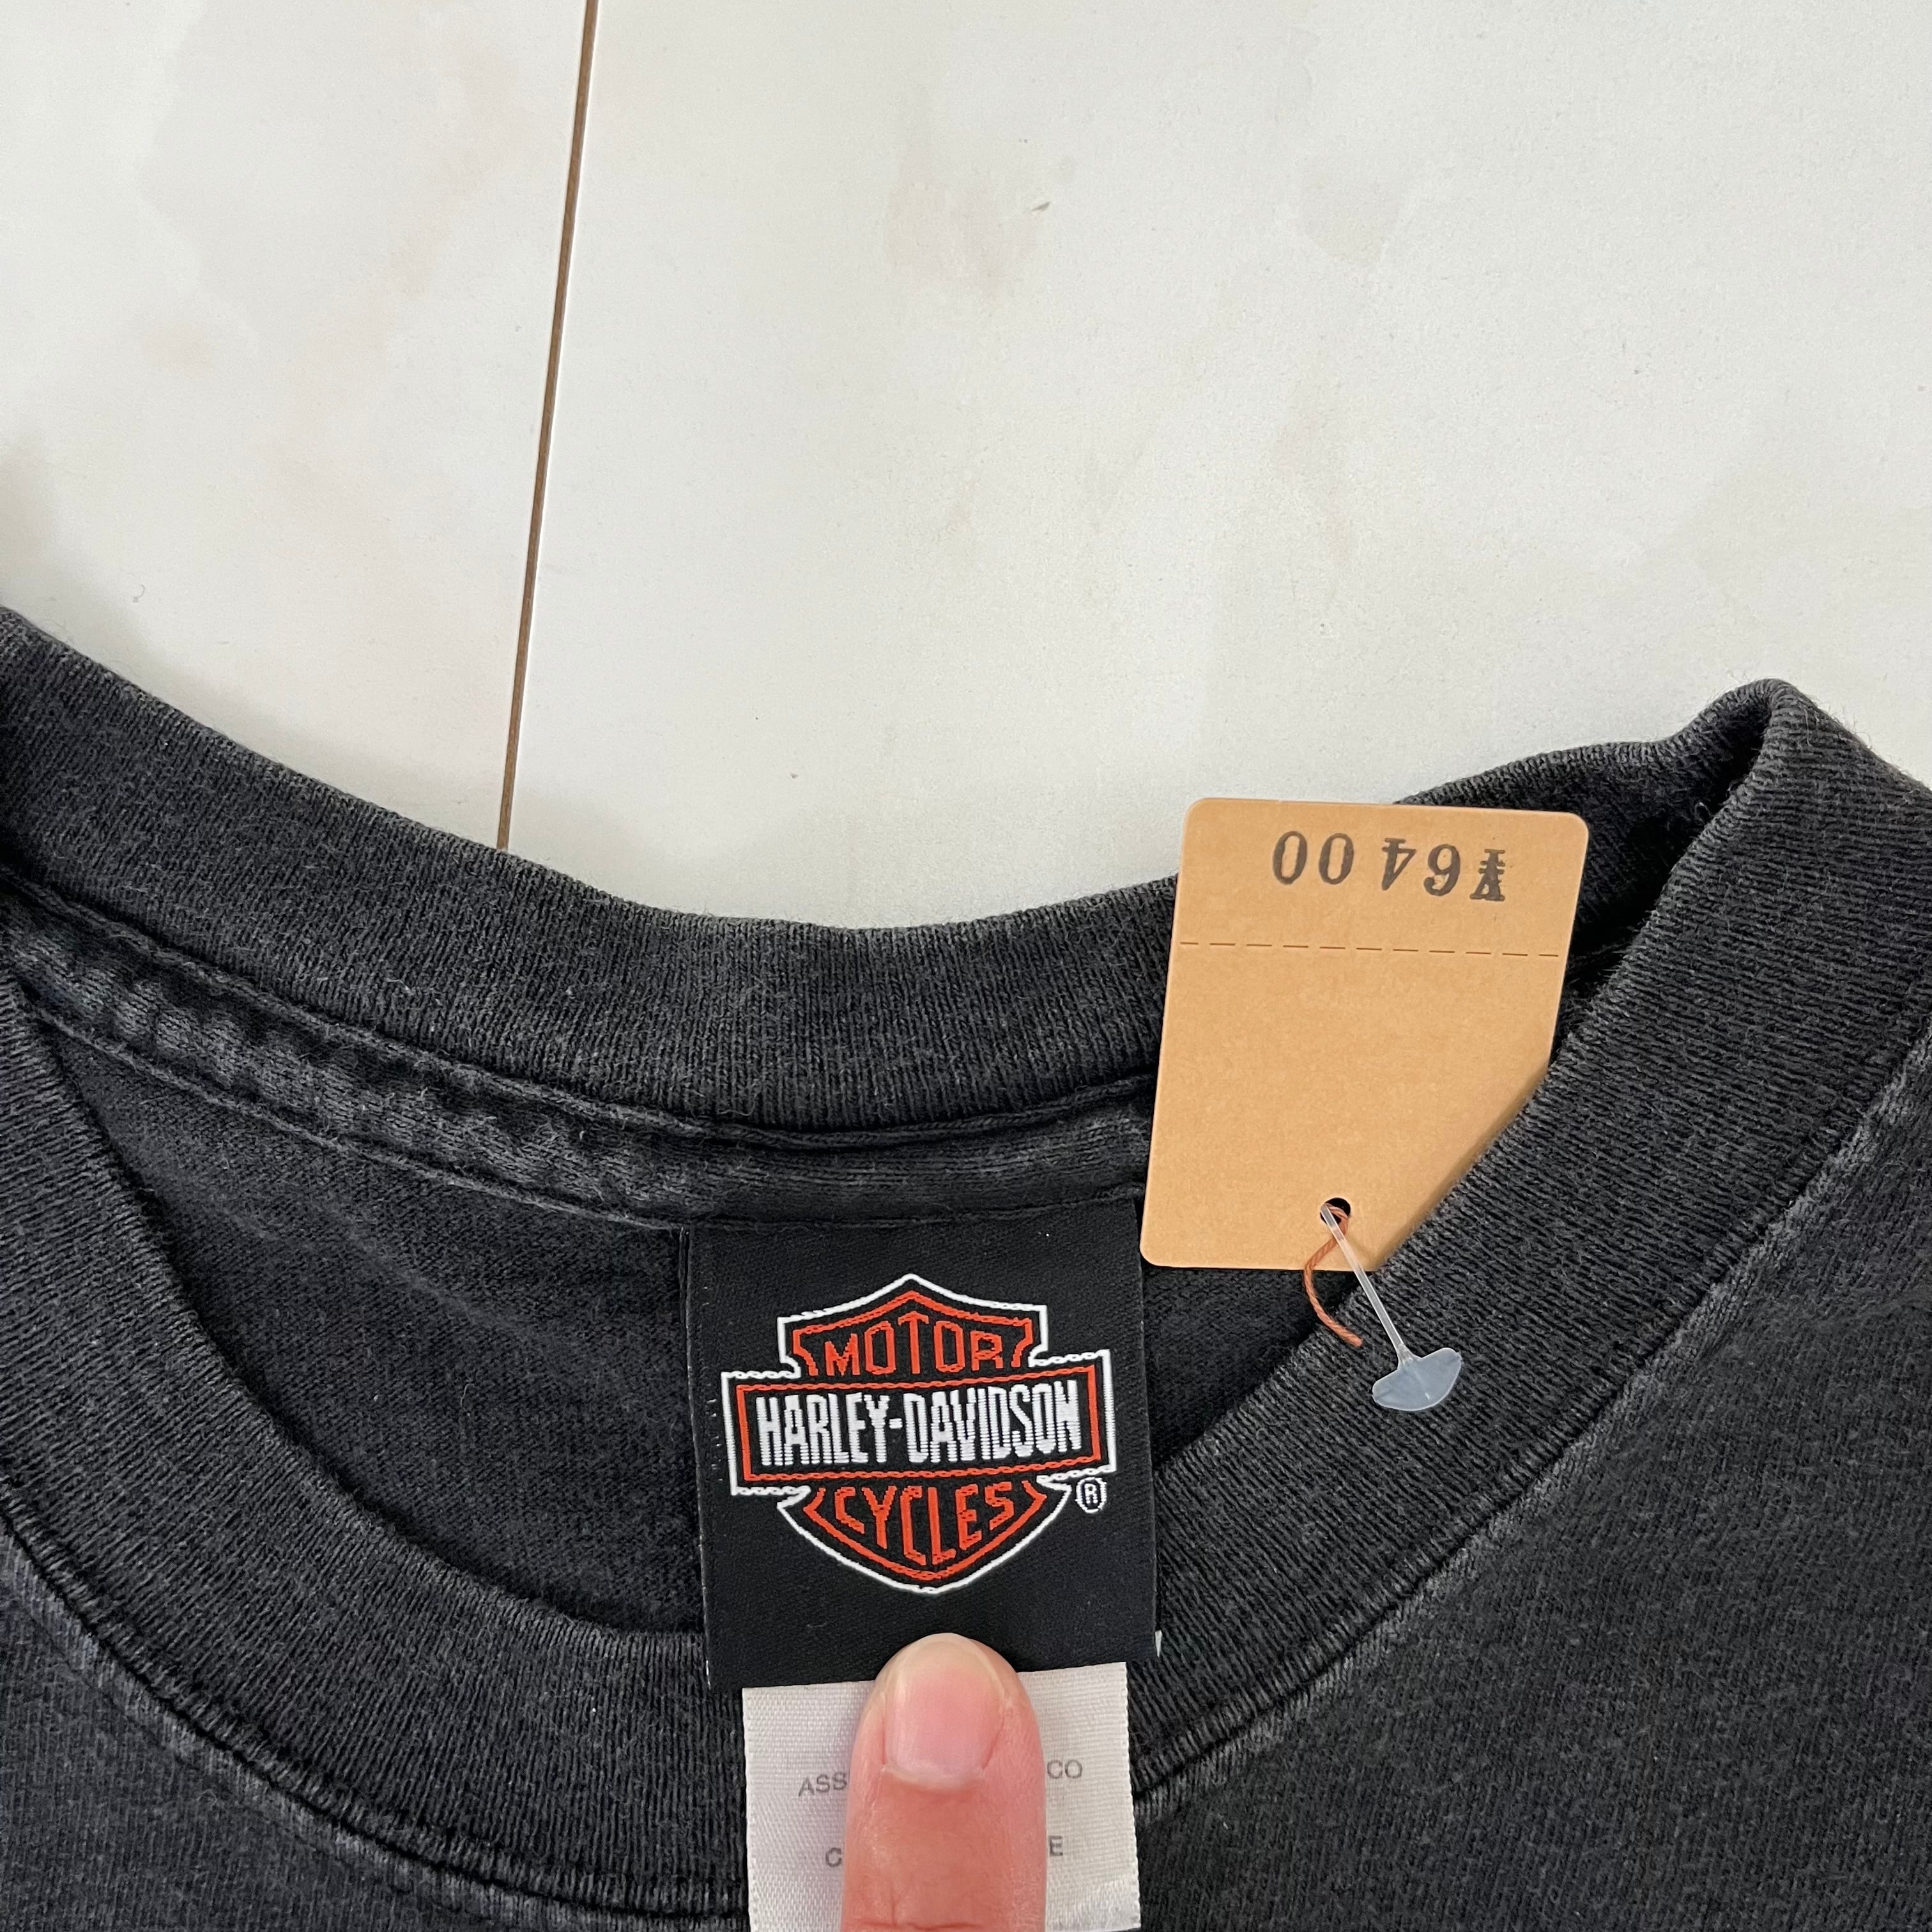 ¥6400
MOTOR
HARLEY-DAVIDSON
CYCLES
®